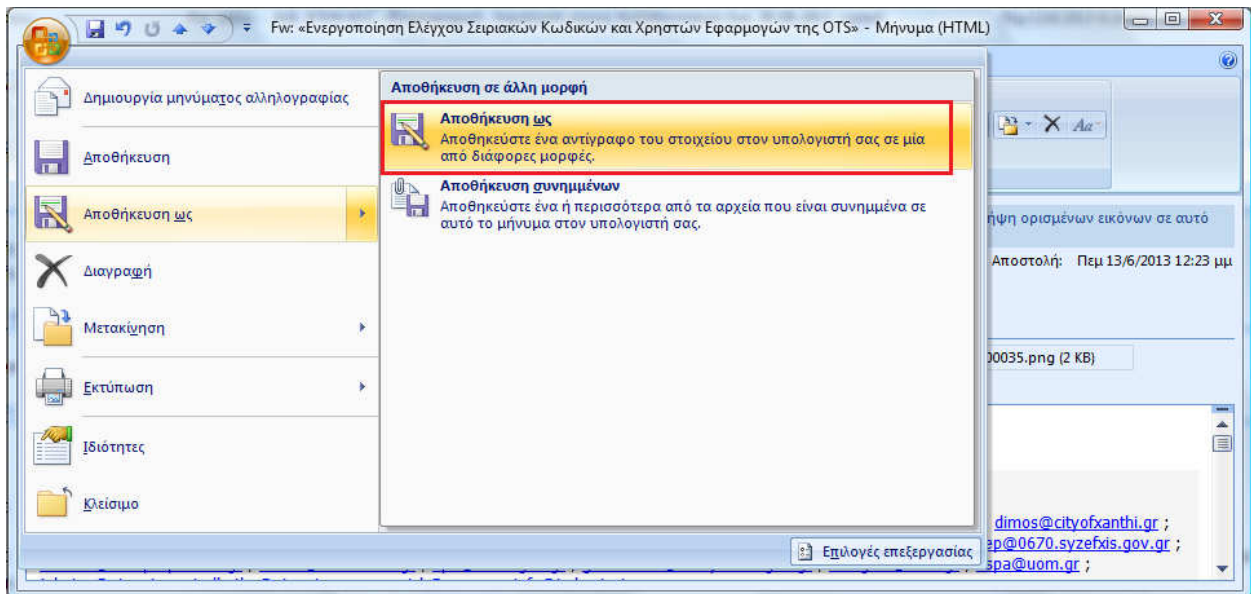 Fw: «Ενεργοποίηση Ελέγχου Σειριακών Κωδικών και Χρηστών Εφαρμογών της OTS» - Μήνυμα (HTML)
Δημιουργία μηνύματος αλληλογραφίας
Αποθήκευση
Αποθήκευση ως
Διαγραφή
Μετακίνηση
Εκτύπωση
Ιδιότητες
Κλείσιμο
Αποθήκευση σε άλλη μορφή
Αποθήκευση ως
Αποθηκεύστε ένα αντίγραφο του στοιχείου στον υπολογιστή σας σε μία
από διάφορες μορφές.
Αποθήκευση συνημμένων
Αποθηκεύστε ένα ή περισσότερα από τα αρχεία που είναι συνημμένα σε
αυτό το μήνυμα στον υπολογιστή σας.
Επιλογές επεξεργασίας
Aa
ήψη ορισμένων εικόνων σε αυτό
Αποστολή: Πεμ 13/6/2013 12:23 μμ
00035.png (2 KB)
dimos@cityofxanthi.gr ;
ep@0670.syzefxis.gov.gr ;
spa@uom.gr ;